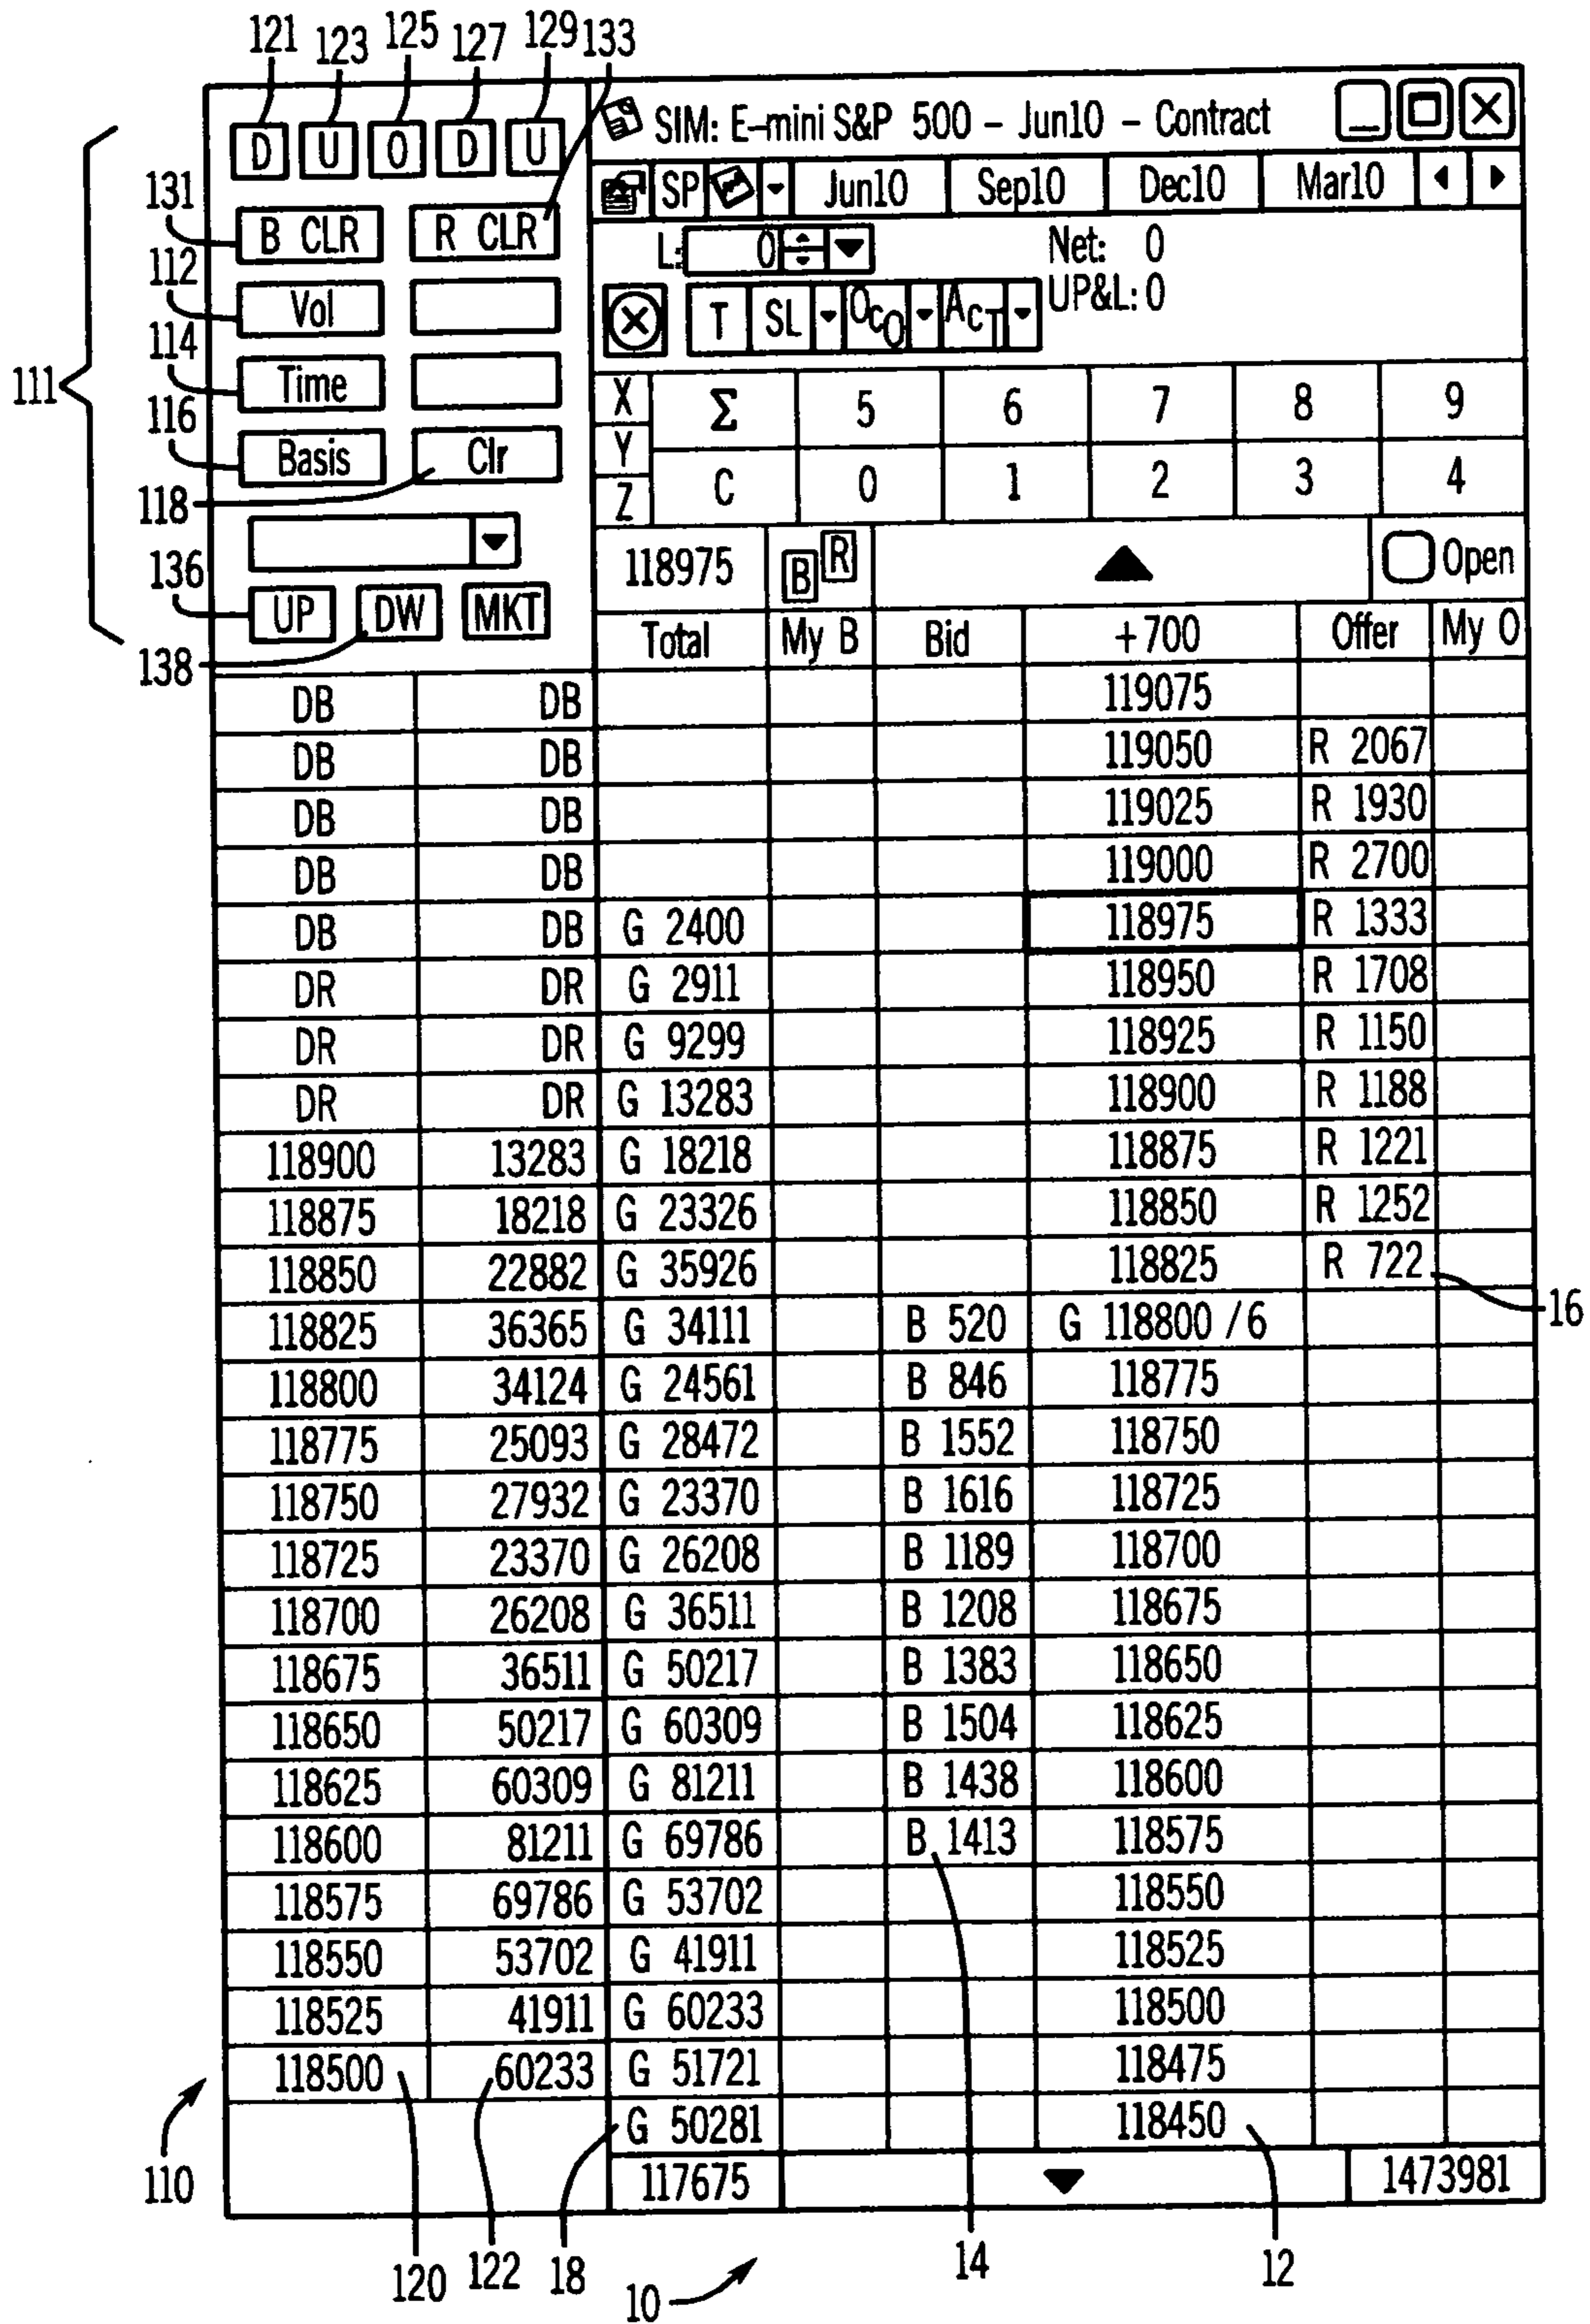 121 123 125 127 129 133
D U O D U
SIM: E-mini S&P 500 - Jun10 - Contract
131
B CLR R CLR
SP Jun10 Sep10 Dec10 Mar10
L: 0 Net: 0
112
Vol
T SL OCO ACT UP&L: 0
114
111
Time
X Σ 5 6 7 8 9
116
Basis Clr
Y
Z C 0 1 2 3 4
118
118975 B R Open
136
UP DW MKT
Total My B Bid +700 Offer My O
138
DB DB 119075
DB DB 119050 R 2067
DB DB 119025 R 1930
DB DB 119000 R 2700
DB DB G 2400 118975 R 1333
DR DR G 2911 118950 R 1708
DR DR G 9299 118925 R 1150
DR DR G 13283 118900 R 1188
118900 13283 G 18218 118875 R 1221
118875 18218 G 23326 118850 R 1252
118850 22882 G 35926 118825 R 722
16
118825 36365 G 34111 B 520 G 118800 /6
118800 34124 G 24561 B 846 118775
118775 25093 G 28472 B 1552 118750
118750 27932 G 23370 B 1616 118725
118725 23370 G 26208 B 1189 118700
118700 26208 G 36511 B 1208 118675
118675 36511 G 50217 B 1383 118650
118650 50217 G 60309 B 1504 118625
118625 60309 G 81211 B 1438 118600
118600 81211 G 69786 B 1413 118575
118575 69786 G 53702 118550
118550 53702 G 41911 118525
118525 41911 G 60233 118500
118500 60233 G 51721 118475
G 50281 118450
110
117675 1473981
120 122 18 10 14 12